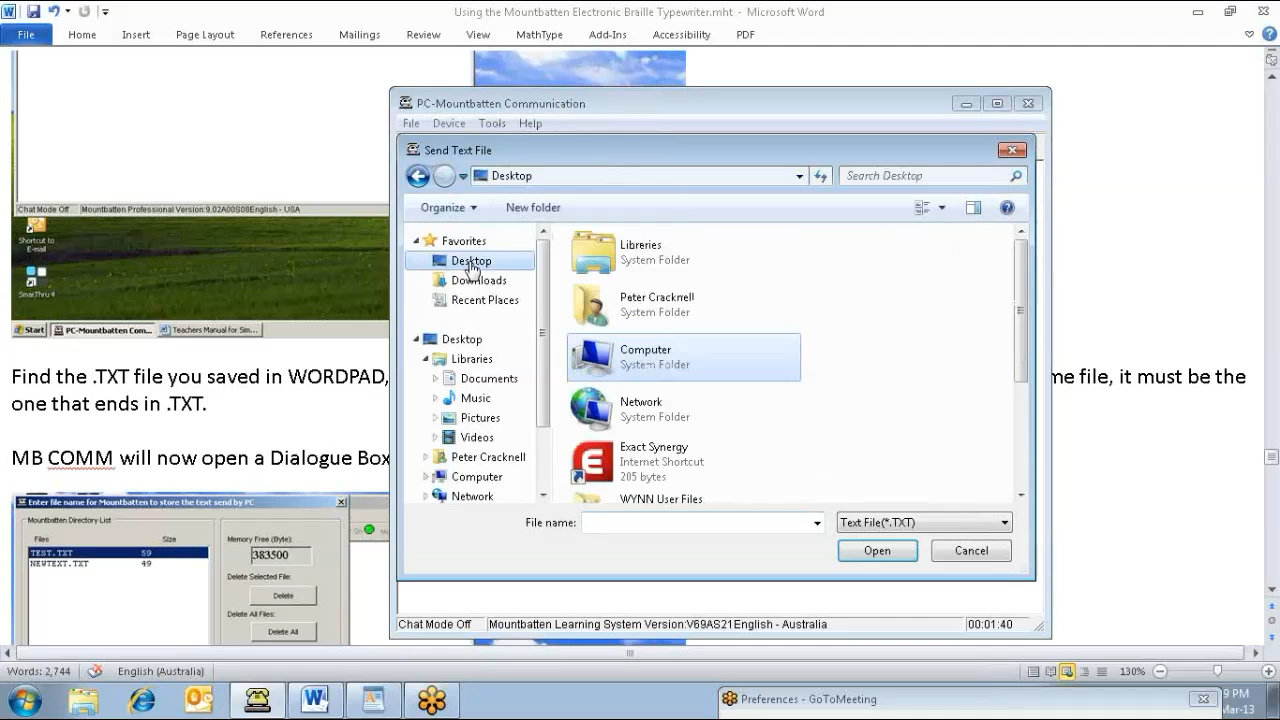 Using the Mountbatten Electronic Braille Typewriter.mht - Microsoft Word
File Home Insert Page Layout References Mailings Review View MathType Add-Ins Accessibility PDF
PC-Mountbatten Communication
File Device Tools Help
Send Text File
Desktop
Search Desktop
Organize New folder
Favorites
Desktop
Downloads
Recent Places
Desktop
Libraries
Documents
Music
Pictures
Videos
Peter Cracknell
Computer
Network
Libraries
System Folder
Peter Cracknell
System Folder
Computer
System Folder
Network
System Folder
Exact Synergy
Internet Shortcut
205 bytes
WYNN User Files
File name:
Text File(*.TXT)
Open Cancel
Chat Mode Off Mountbatten Learning System Version:V69AS21English - Australia 00:01:40
Chat Mode Off Mountbatten Professional Version:9.02A00S08English - USA
Shortcut to
E-mail
SmarThru 4
Start PC-Mountbatten Com... Teachers Manual for Sim...
Find the .TXT file you saved in WORDPAD, me file, it must be the
one that ends in .TXT.
MB COMM will now open a Dialogue Box
Enter file name for Mountbatten to store the text send by PC
Mountbatten Directory List
Files Size
TEST.TXT 59
NEWTEXT.TXT 49
Memory Free (Byte):
383500
Delete Selected File:
Delete
Delete All Files:
Delete All
Words: 2,744 English (Australia) 130%
Preferences - GoToMeeting
9 PM
Mar-13